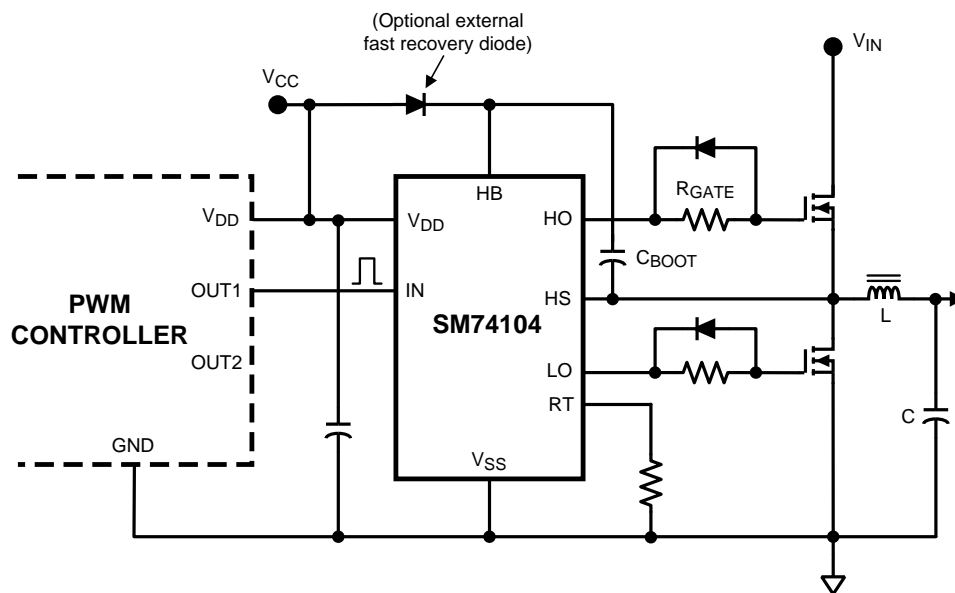 (Optional external
fast recovery diode)
VIN
VCC
HB
RGATE
VDD
VDD
HO
CBOOT
OUT1
IN
HS
PWM
CONTROLLER
SM74104
L
OUT2
LO
RT
C
GND
VSS